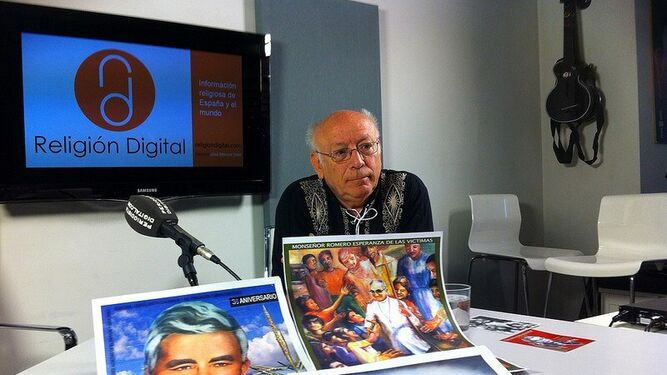 Información
religiosa de
España y el
mundo
Religión Digital
religiondigital.com
SAMSUNG
PERIODISTA
DIGITAL.COM
MONSEÑOR ROMERO ESPERANZA DE LAS VICTIMAS
ANIVERSARIO